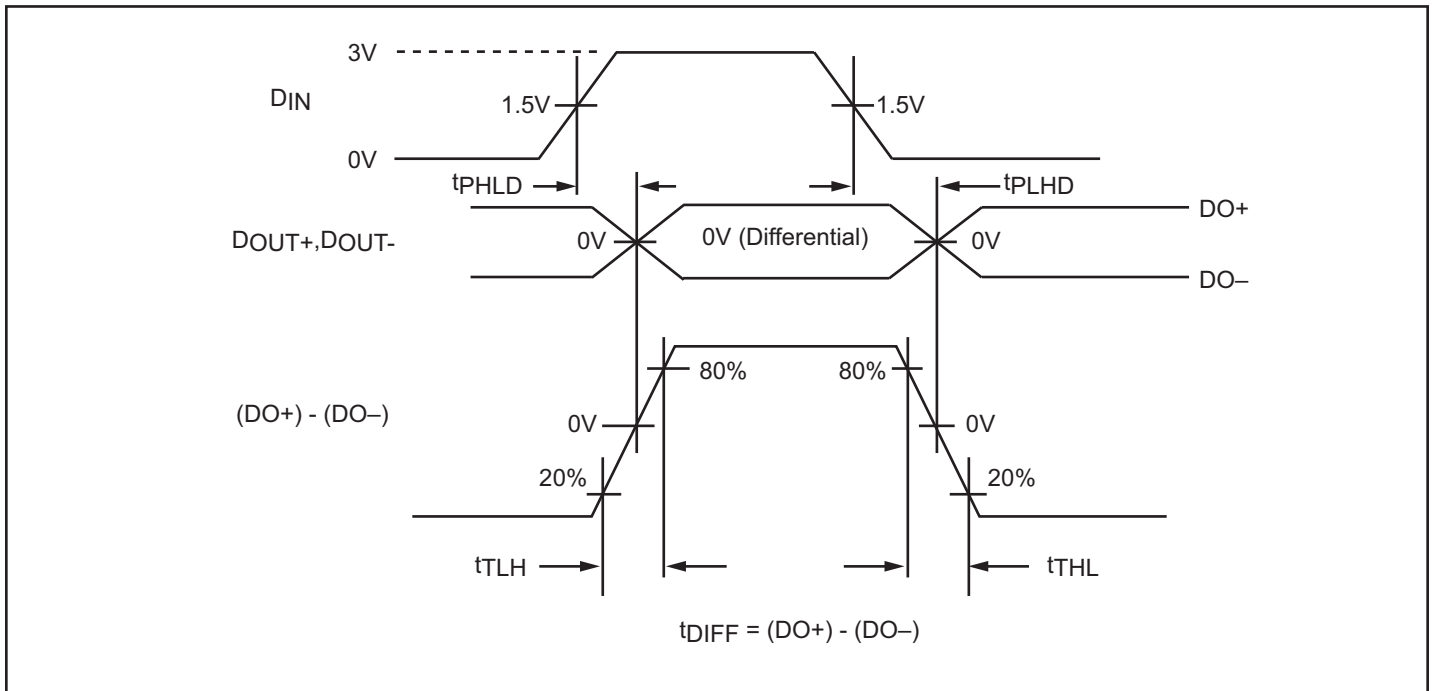 3V
DIN
1.5V
1.5V
0V
tPHLD
tPLHD
DO+
DOUT+,DOUT-
0V
0V (Differential)
0V
DO–
80%
80%
(DO+) - (DO–)
0V
0V
20%
20%
tTLH
tTHL
tDIFF = (DO+) - (DO–)